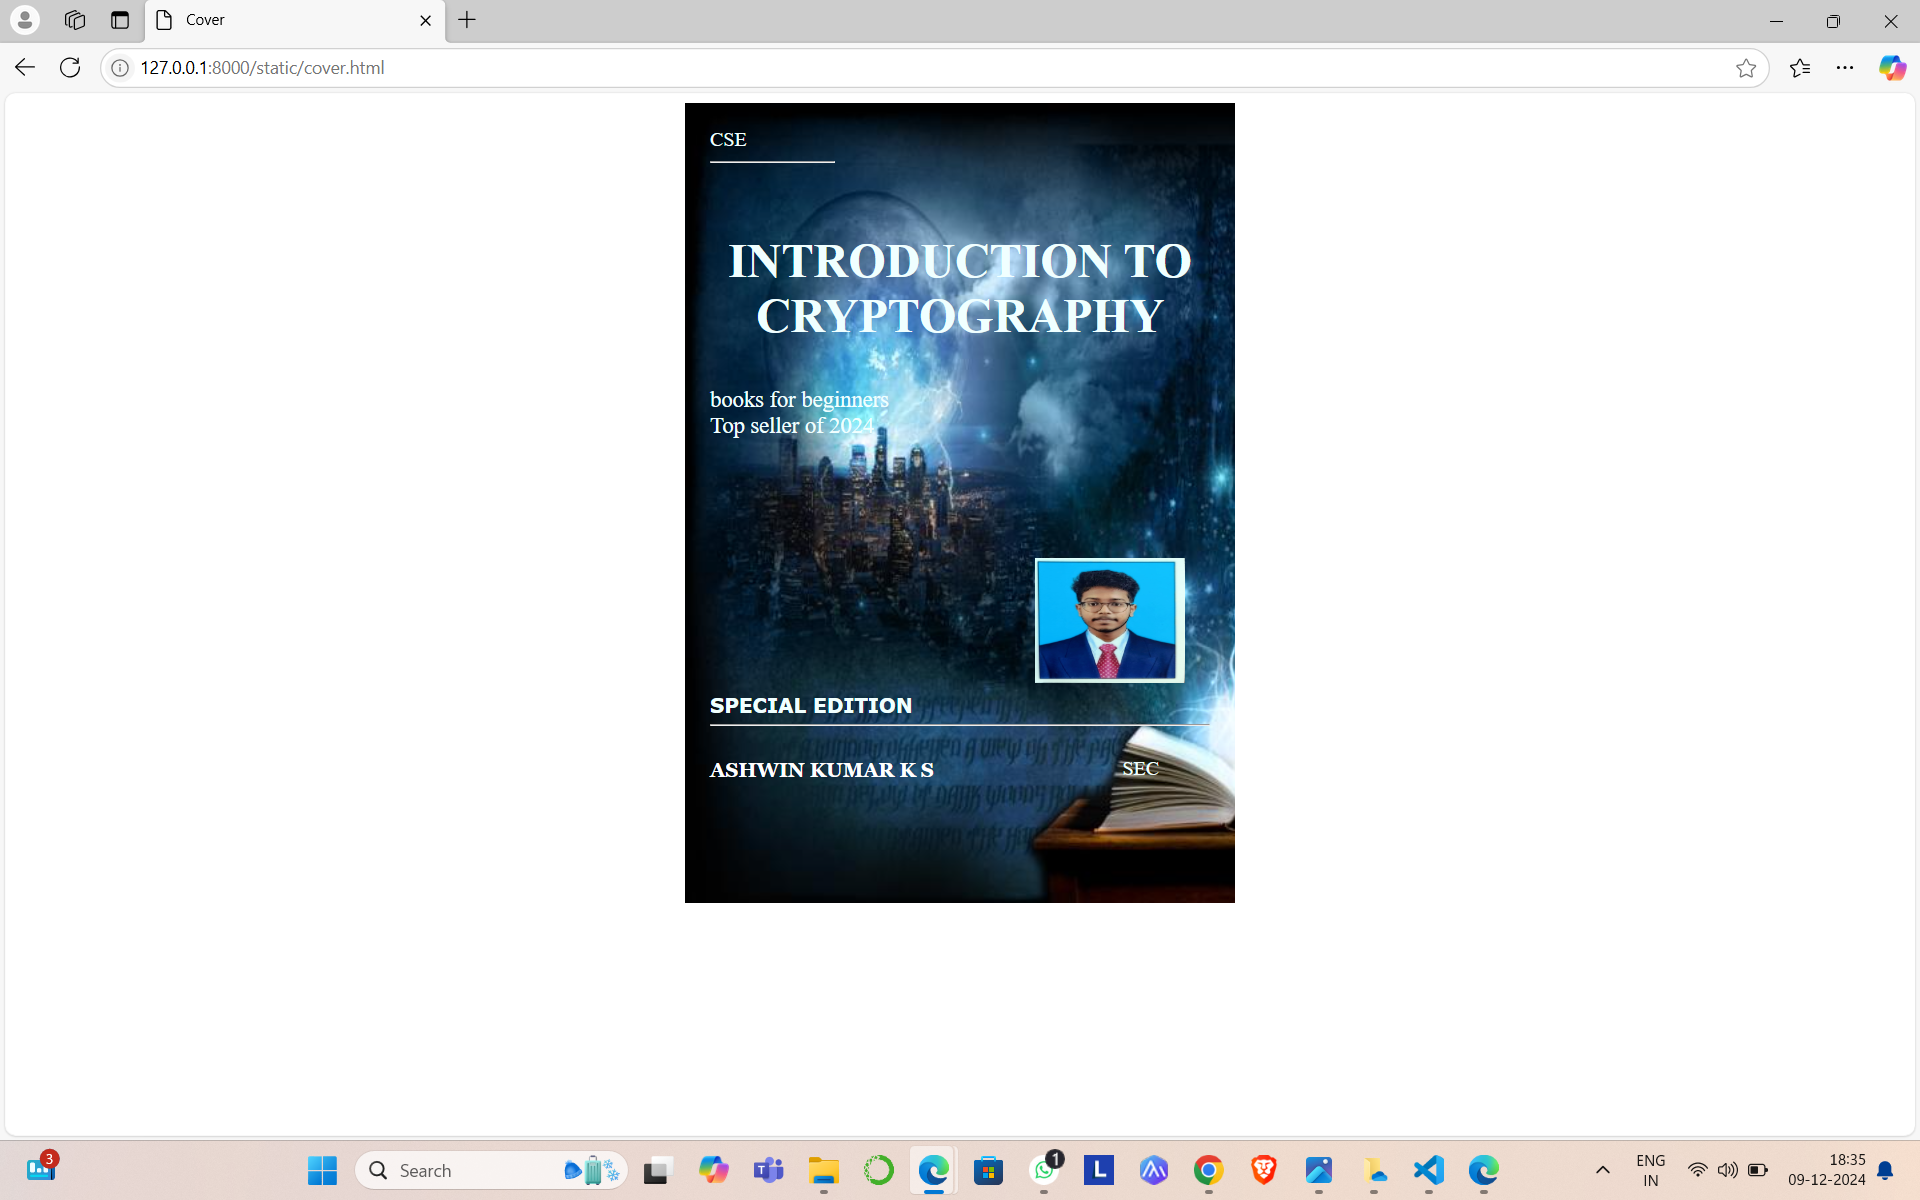 Cover
127.0.0.1:8000/static/cover.html
CSE
INTRODUCTION TO
CRYPTOGRAPHY
books for beginners
Top seller of 2024
SPECIAL EDITION
ASHWIN KUMAR K S
SEC
3
Search
1
L
ENG
IN
18:35
09-12-2024